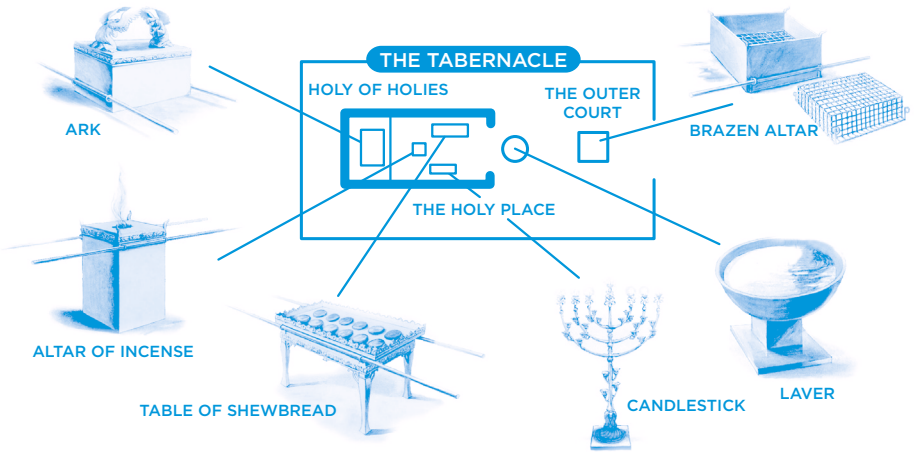 THE TABERNACLE
HOLY OF HOLIES
THE OUTER
COURT
ARK
BRAZEN ALTAR
THE HOLY PLACE
ALTAR OF INCENSE
TABLE OF SHEWBREAD
CANDLESTICK
LAVER